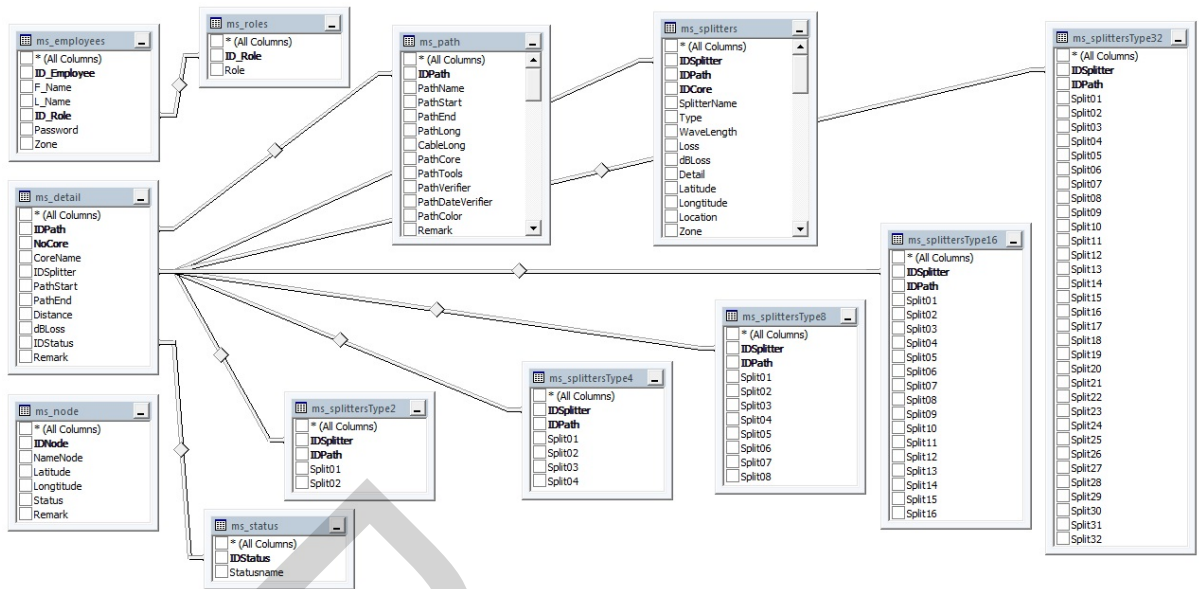 ms_employees
* (All Columns)
ID_Employee
F_Name
L_Name
ID_Role
Password
Zone
ms_roles
* (All Columns)
ID_Role
Role
ms_path
* (All Columns)
IDPath
PathName
PathStart
PathEnd
PathLong
CableLong
PathCore
PathTools
PathVerifier
PathDateVerifier
PathColor
Remark
ms_splitters
* (All Columns)
IDSplitter
IDPath
IDCore
SplitterName
Type
WaveLength
Loss
dBLoss
Detail
Latitude
Longtitude
Location
Zone
ms_splittersType32
* (All Columns)
IDSplitter
IDPath
Split01
Split02
Split03
Split04
Split05
Split06
Split07
Split08
Split09
Split10
Split11
Split12
Split13
Split14
Split15
Split16
Split17
Split18
Split19
Split20
Split21
Split22
Split23
Split24
Split25
Split26
Split27
Split28
Split29
Split30
Split31
Split32
ms_detail
* (All Columns)
IDPath
NoCore
CoreName
IDSplitter
PathStart
PathEnd
Distance
dBLoss
IDStatus
Remark
ms_splittersType16
* (All Columns)
IDSplitter
IDPath
Split01
Split02
Split03
Split04
Split05
Split06
Split07
Split08
Split09
Split10
Split11
Split12
Split13
Split14
Split15
Split16
ms_splittersType8
* (All Columns)
IDSplitter
IDPath
Split01
Split02
Split03
Split04
Split05
Split06
Split07
Split08
ms_splittersType4
* (All Columns)
IDSplitter
IDPath
Split01
Split02
Split03
Split04
ms_splittersType2
* (All Columns)
IDSplitter
IDPath
Split01
Split02
ms_node
* (All Columns)
IDNode
NameNode
Latitude
Longtitude
Status
Remark
ms_status
* (All Columns)
IDStatus
Statusname